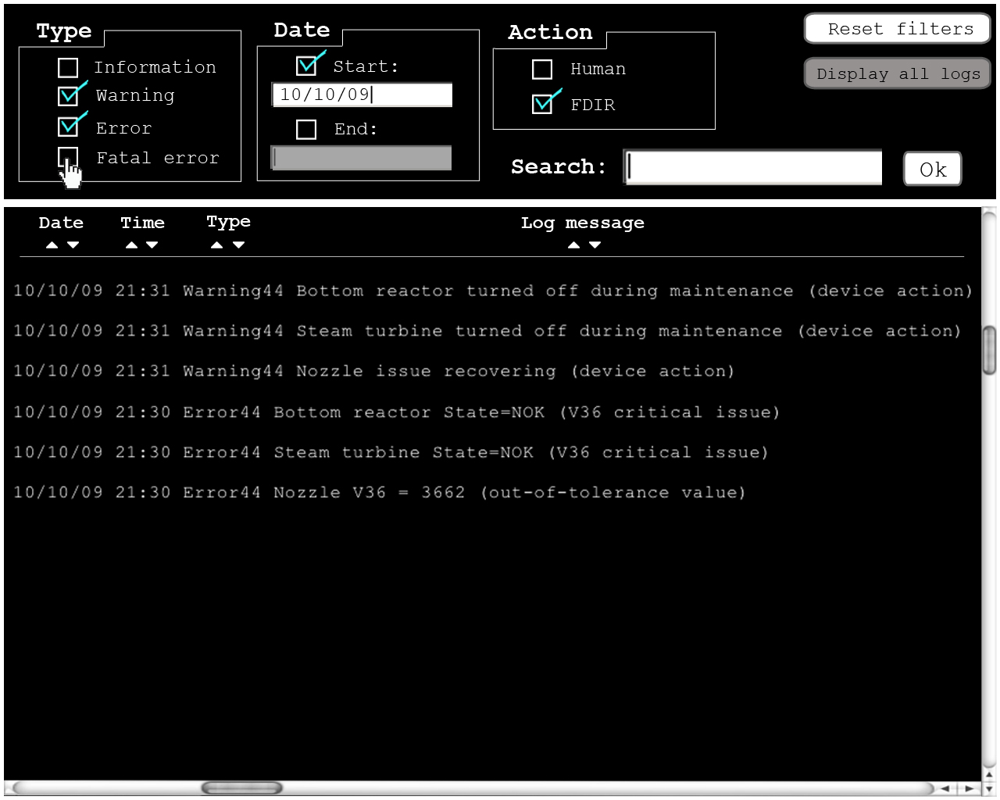 Type
Information
Warning
Error
Fatal error
Date
Start:
10/10/09
End:
Action
Human
FDIR
Reset filters
Display all logs
Search:
Ok
Date Time Type Log message
10/10/09 21:31 Warning44 Bottom reactor turned off during maintenance (device action)
10/10/09 21:31 Warning44 Steam turbine turned off during maintenance (device action)
10/10/09 21:31 Warning44 Nozzle issue recovering (device action)
10/10/09 21:30 Error44 Bottom reactor State=NOK (V36 critical issue)
10/10/09 21:30 Error44 Steam turbine State=NOK (V36 critical issue)
10/10/09 21:30 Error44 Nozzle V36 = 3662 (out-of-tolerance value)